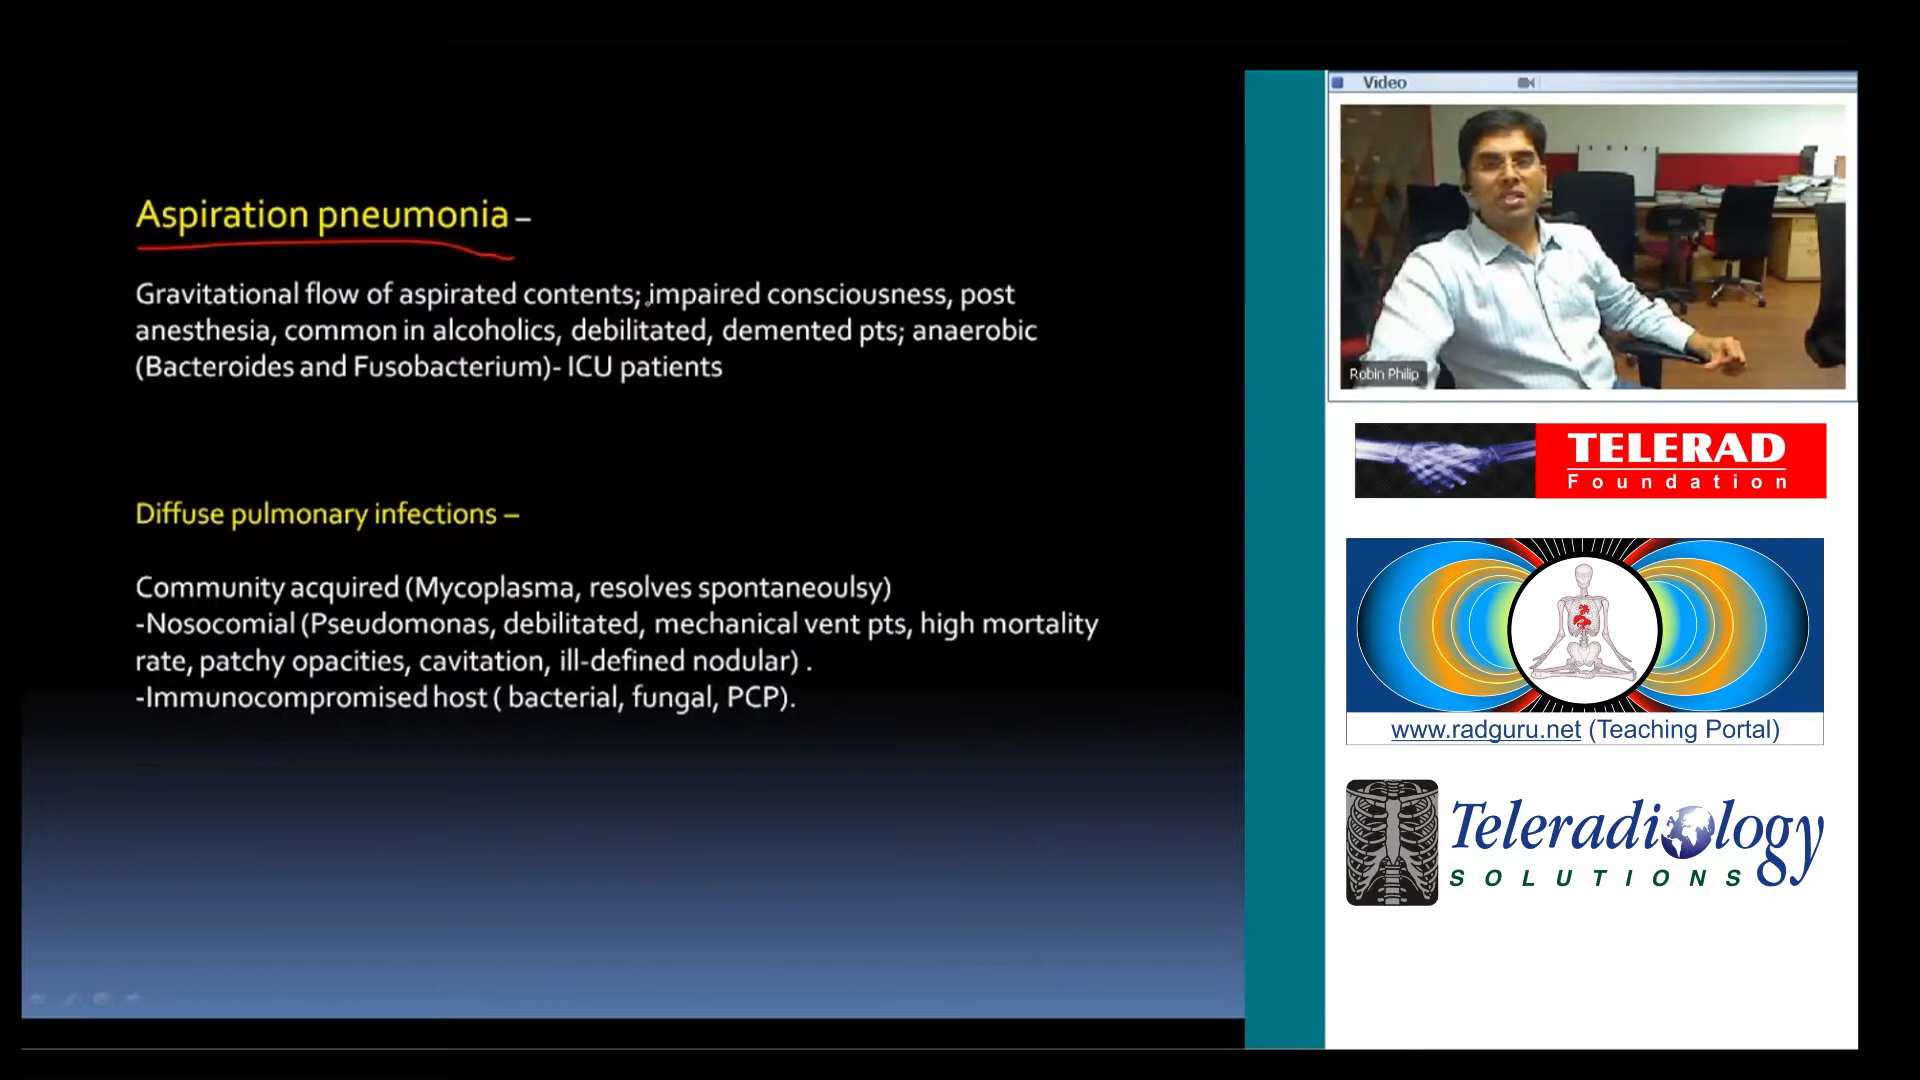 Aspiration pneumonia –
Gravitational flow of aspirated contents; impaired consciousness, post
anesthesia, common in alcoholics, debilitated, demented pts; anaerobic
(Bacteroides and Fusobacterium)- ICU patients
Diffuse pulmonary infections –
Community acquired (Mycoplasma, resolves spontaneoulsy)
-Nosocomial (Pseudomonas, debilitated, mechanical vent pts, high mortality
rate, patchy opacities, cavitation, ill-defined nodular) .
-Immunocompromised host ( bacterial, fungal, PCP).
Video
Robin Philip
TELERAD
Foundation
www.radguru.net (Teaching Portal)
Teleradiology
SOLUTIONS